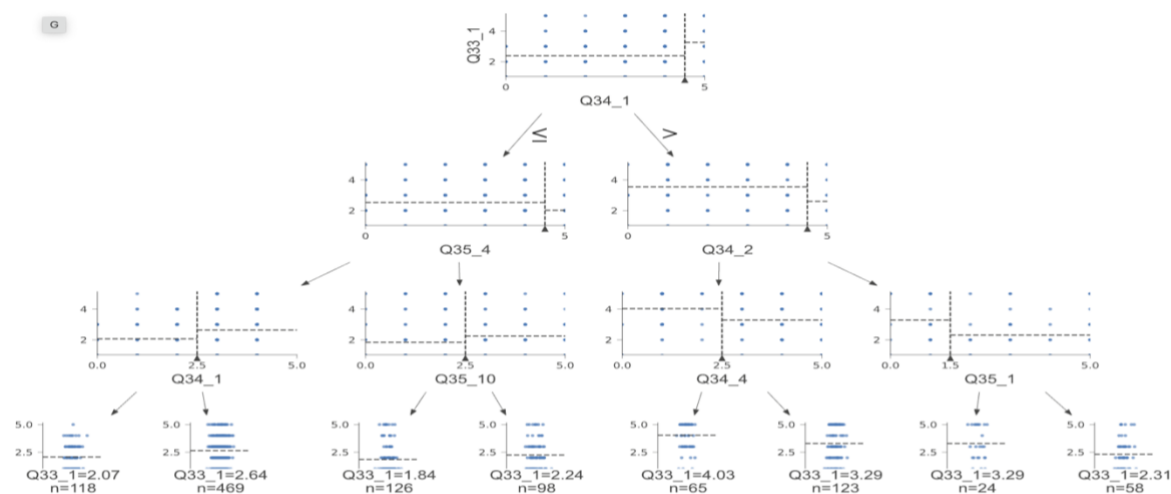 G
Q33_1
4
2
0 5
Q34_1
≤ >
4
2
0 5
Q35_4
4
2
0 5
Q34_2
4
2
0.0 2.5 5.0
Q34_1
4
2
0.0 2.5 5.0
Q35_10
4
2
0.0 2.5 5.0
Q34_4
4
2
0.0 1.5 5.0
Q35_1
5.0
2.5
Q33_1=2.07
n=118
5.0
2.5
Q33_1=2.64
n=469
5.0
2.5
Q33_1=1.84
n=126
5.0
2.5
Q33_1=2.24
n=98
5.0
2.5
Q33_1=4.03
n=65
5.0
2.5
Q33_1=3.29
n=123
5.0
2.5
Q33_1=3.29
n=24
5.0
2.5
Q33_1=2.31
n=58